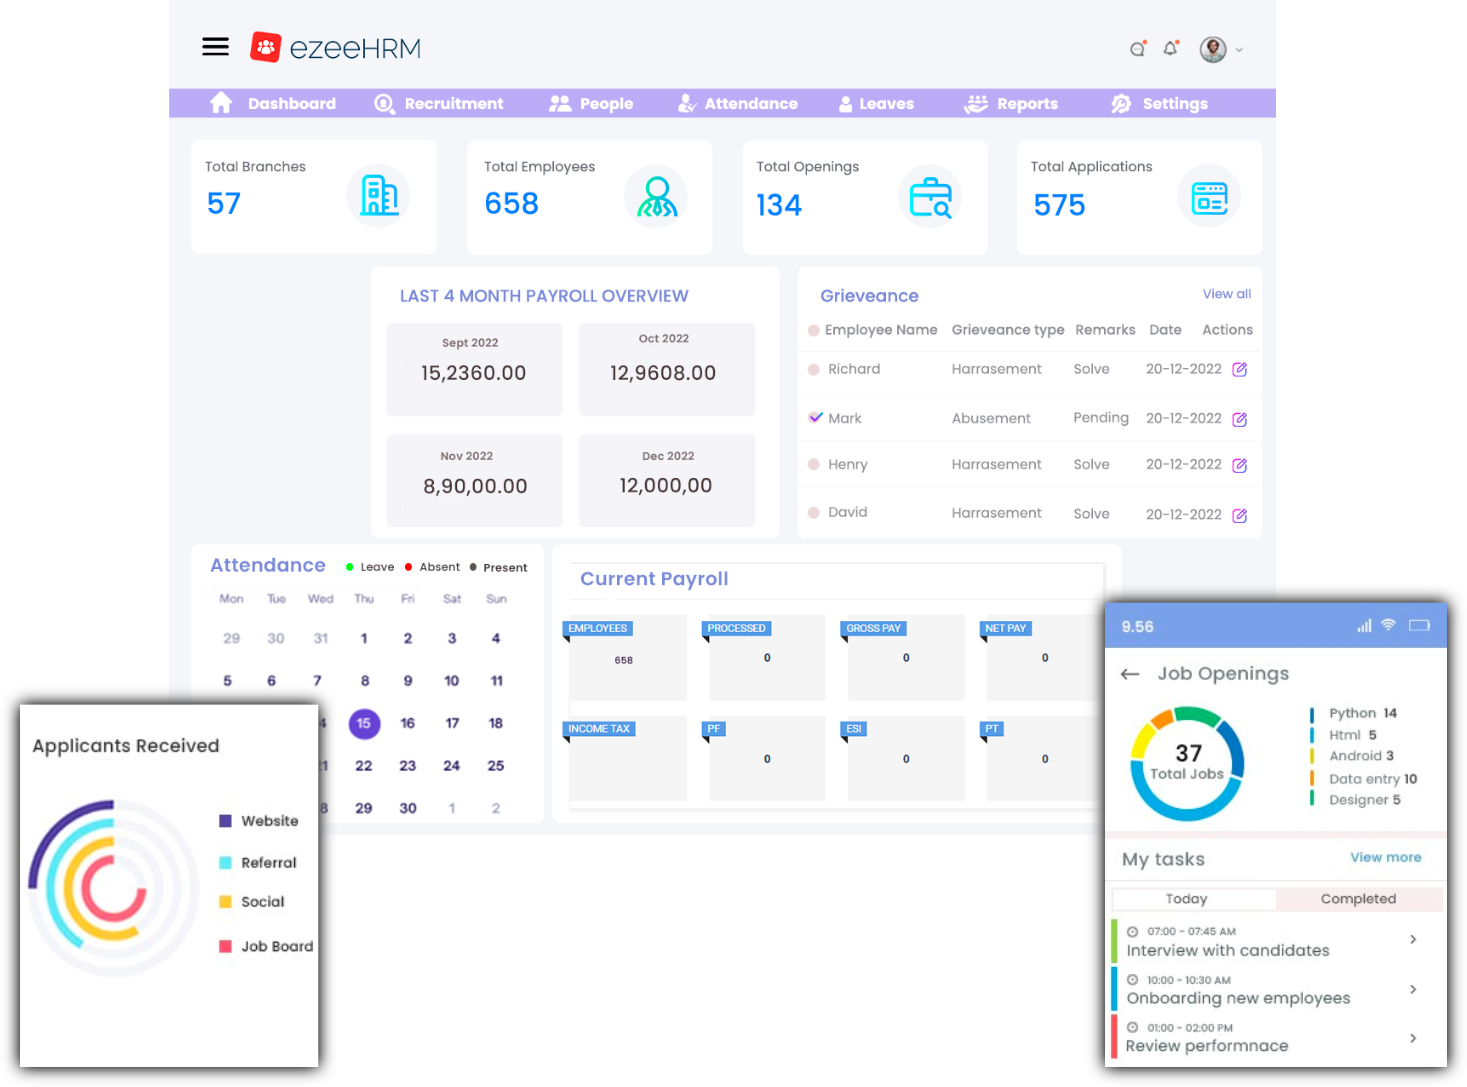 ezeeHRM
Dashboard Recruitment People Attendance Leaves Reports Settings
Total Branches
57
Total Employees
658
Total Openings
134
Total Applications
575
LAST 4 MONTH PAYROLL OVERVIEW
Sept 2022
15,2360.00
Oct 2022
12,9608.00
Nov 2022
8,90,00.00
Dec 2022
12,000,00
Grieveance
View all
Employee Name Grieveance type Remarks Date Actions
Richard Harrasement Solve 20-12-2022
Mark Abusement Pending 20-12-2022
Henry Harrasement Solve 20-12-2022
David Harrasement Solve 20-12-2022
Attendance
Leave Absent Present
Mon Tue Wed Thu Fri Sat Sun
29 30 31 1 2 3 4
5 6 7 8 9 10 11
4 15 16 17 18
21 22 23 24 25
8 29 30 1 2
Current Payroll
EMPLOYEES
658
PROCESSED
0
GROSS PAY
0
NET PAY
0
INCOME TAX
PF
0
ESI
0
PT
0
Applicants Received
Website
Referral
Social
Job Board
9.56
Job Openings
37
Total Jobs
Python 14
Html 5
Android 3
Data entry 10
Designer 5
My tasks
View more
Today
Completed
07:00 - 07:45 AM
Interview with candidates
10:00 - 10:30 AM
Onboarding new employees
01:00 - 02:00 PM
Review performnace